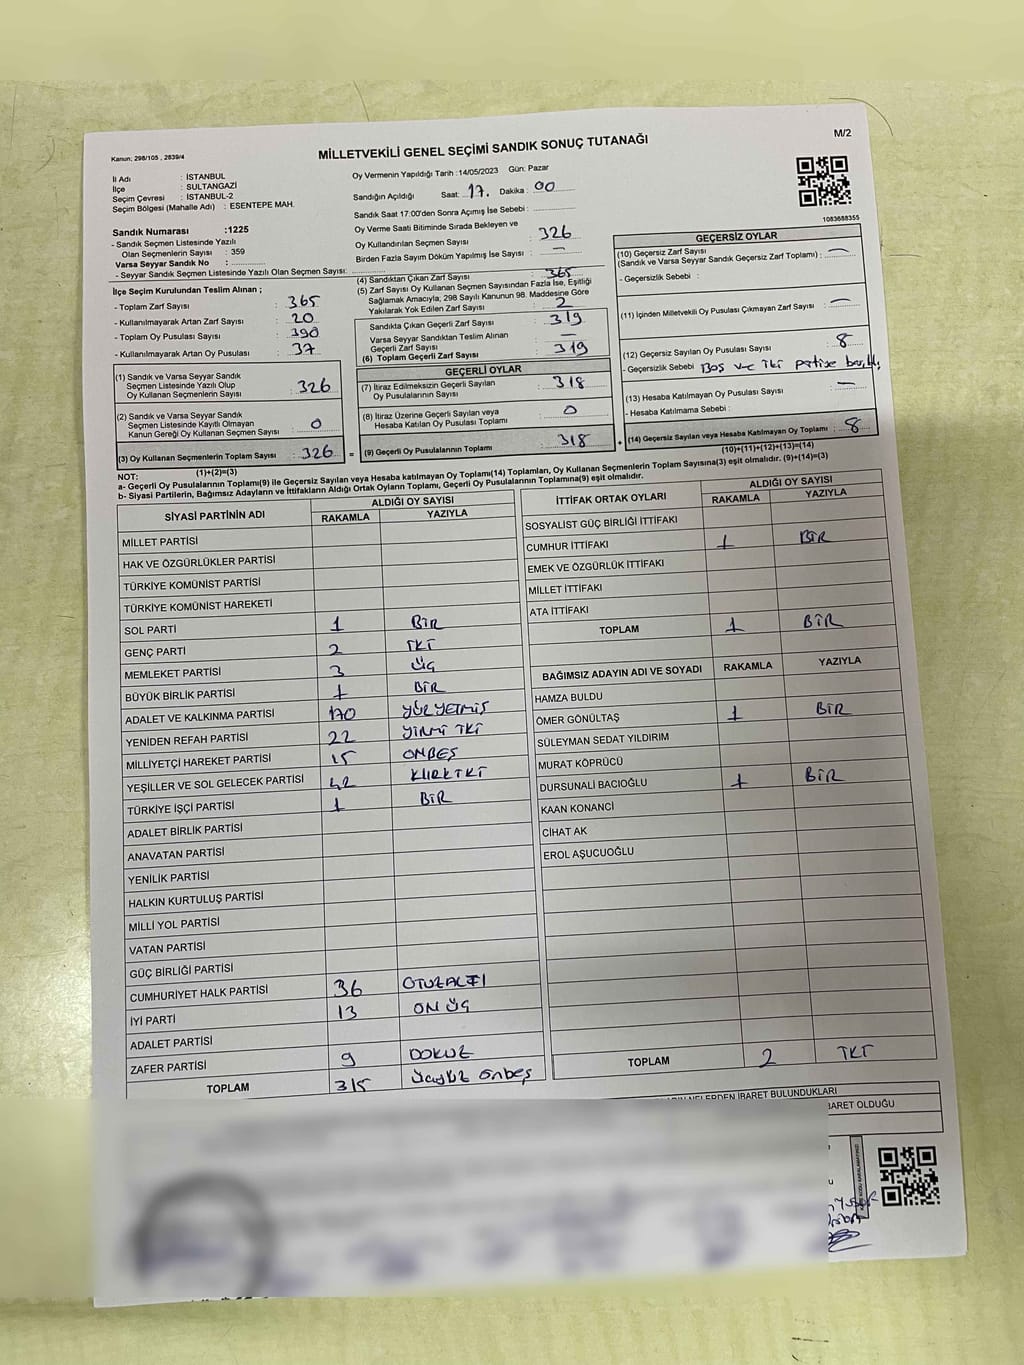 M/2
Kanun: 298/105 , 2839/4
MİLLETVEKİLİ GENEL SEÇİMİ SANDIK SONUÇ TUTANAĞI
İl Adı : İSTANBUL
İlçe : SULTANGAZİ
Seçim Çevresi : İSTANBUL-2
Seçim Bölgesi (Mahalle Adı) : ESENTEPE MAH.
Oy Vermenin Yapıldığı Tarih :14/05/2023 Gün: Pazar
Sandığın Açıldığı Saat: 17. Dakika : 00
Sandık Saat 17.00'den Sonra Açımış İse Sebebi :
Oy Verme Saati Bitiminde Sırada Bekleyen ve
Oy Kullandırılan Seçmen Sayısı 326
Birden Fazla Sayım Döküm Yapılmış İse Sayısı : —
1083688355
Sandık Numarası :1225
- Sandık Seçmen Listesinde Yazılı
Olan Seçmenlerin Sayısı : 359
Varsa Seyyar Sandık No :
- Seyyar Sandık Seçmen Listesinde Yazılı Olan Seçmen Sayısı:
İlçe Seçim Kurulundan Teslim Alınan ;
- Toplam Zarf Sayısı : 365
- Kullanılmayarak Artan Zarf Sayısı : 20
- Toplam Oy Pusulası Sayısı : 390
- Kullanılmayarak Artan Oy Pusulası : 37
(1) Sandık ve Varsa Seyyar Sandık
Seçmen Listesinde Yazılı Olup
Oy Kullanan Seçmenlerin Sayısı : 326
(2) Sandık ve Varsa Seyyar Sandık
Seçmen Listesinde Kayıtlı Olmayan
Kanun Gereği Oy Kullanan Seçmen Sayısı : 0
(3) Oy Kullanan Seçmenlerin Toplam Sayısı : 326
(1)+(2)=(3)
(4) Sandıktan Çıkan Zarf Sayısı : 365
(5) Zarf Sayısı Oy Kullanan Seçmen Sayısından Fazla İse, Eşitliği
Sağlamak Amacıyla; 298 Sayılı Kanunun 98. Maddesine Göre
Yakılarak Yok Edilen Zarf Sayısı : 2
Sandıkta Çıkan Geçerli Zarf Sayısı : 319
Varsa Seyyar Sandıktan Teslim Alınan
Geçerli Zarf Sayısı : —
(6) Toplam Geçerli Zarf Sayısı : 319
GEÇERLİ OYLAR
(7) İtiraz Edilmeksizin Geçerli Sayılan
Oy Pusulalarının Sayısı : 318
(8) İtiraz Üzerine Geçerli Sayılan veya
Hesaba Katılan Oy Pusulası Toplamı : 0
= (9) Geçerli Oy Pusulalarının Toplamı : 318
GEÇERSİZ OYLAR
(10) Geçersiz Zarf Sayısı
(Sandık ve Varsa Seyyar Sandık Geçersiz Zarf Toplamı) : —
- Geçersizlik Sebebi :
(11) İçinden Milletvekili Oy Pusulası Çıkmayan Zarf Sayısı : —
(12) Geçersiz Sayılan Oy Pusulası Sayısı : 8
- Geçersizlik Sebebi Boş ve iki partiye
(13) Hesaba Katılmayan Oy Pusulası Sayısı : —
- Hesaba Katılmama Sebebi :
+ (14) Geçersiz Sayılan veya Hesaba Katılmayan Oy Toplamı : 8
(10)+(11)+(12)+(13)=(14)
NOT:
a- Geçerli Oy Pusulalarının Toplamı(9) ile Geçersiz Sayılan veya Hesaba katılmayan Oy Toplamı(14) Toplamları, Oy Kullanan Seçmenlerin Toplam Sayısına(3) eşit olmalıdır. (9)+(14)=(3)
b- Siyasi Partilerin, Bağımsız Adayların ve İttifakların Aldığı Ortak Oyların Toplamı, Geçerli Oy Pusulalarının Toplamına(9) eşit olmalıdır.
SİYASİ PARTİNİN ADI ALDIĞI OY SAYISI
RAKAMLA YAZIYLA
MİLLET PARTİSİ
HAK VE ÖZGÜRLÜKLER PARTİSİ
TÜRKİYE KOMÜNİST PARTİSİ
TÜRKİYE KOMÜNİST HAREKETİ
SOL PARTİ 1 BİR
GENÇ PARTİ 2 İKİ
MEMLEKET PARTİSİ 3 ÜÇ
BÜYÜK BİRLİK PARTİSİ 1 BİR
ADALET VE KALKINMA PARTİSİ 170 YÜZYETMİŞ
YENİDEN REFAH PARTİSİ 22 YİRMİ İKİ
MİLLİYETÇİ HAREKET PARTİSİ 15 ONBEŞ
YEŞİLLER VE SOL GELECEK PARTİSİ 42 KIRKİKİ
TÜRKİYE İŞÇİ PARTİSİ 1 BİR
ADALET BİRLİK PARTİSİ
ANAVATAN PARTİSİ
YENİLİK PARTİSİ
HALKIN KURTULUŞ PARTİSİ
MİLLİ YOL PARTİSİ
VATAN PARTİSİ
GÜÇ BİRLİĞİ PARTİSİ
CUMHURİYET HALK PARTİSİ 36 OTUZALTI
İYİ PARTİ 13 ON ÜÇ
ADALET PARTİSİ
ZAFER PARTİSİ 9 DOKUZ
TOPLAM 315 Üçyüz Onbeş
İTTİFAK ORTAK OYLARI ALDIĞI OY SAYISI
RAKAMLA YAZIYLA
SOSYALİST GÜÇ BİRLİĞİ İTTİFAKI
CUMHUR İTTİFAKI 1 BİR
EMEK VE ÖZGÜRLÜK İTTİFAKI
MİLLET İTTİFAKI
ATA İTTİFAKI
TOPLAM 1 BİR
BAĞIMSIZ ADAYIN ADI VE SOYADI RAKAMLA YAZIYLA
HAMZA BULDU
ÖMER GÖNÜLTAŞ 1 BİR
SÜLEYMAN SEDAT YILDIRIM
MURAT KÖPRÜCÜ
DURSUNALİ BACIOĞLU 1 BİR
KAAN KONANCİ
CİHAT AK
EROL AŞUCUOĞLU
TOPLAM 2 İKİ
NELERDEN İBARET BULUNDUKLARI
BARET OLDUĞU